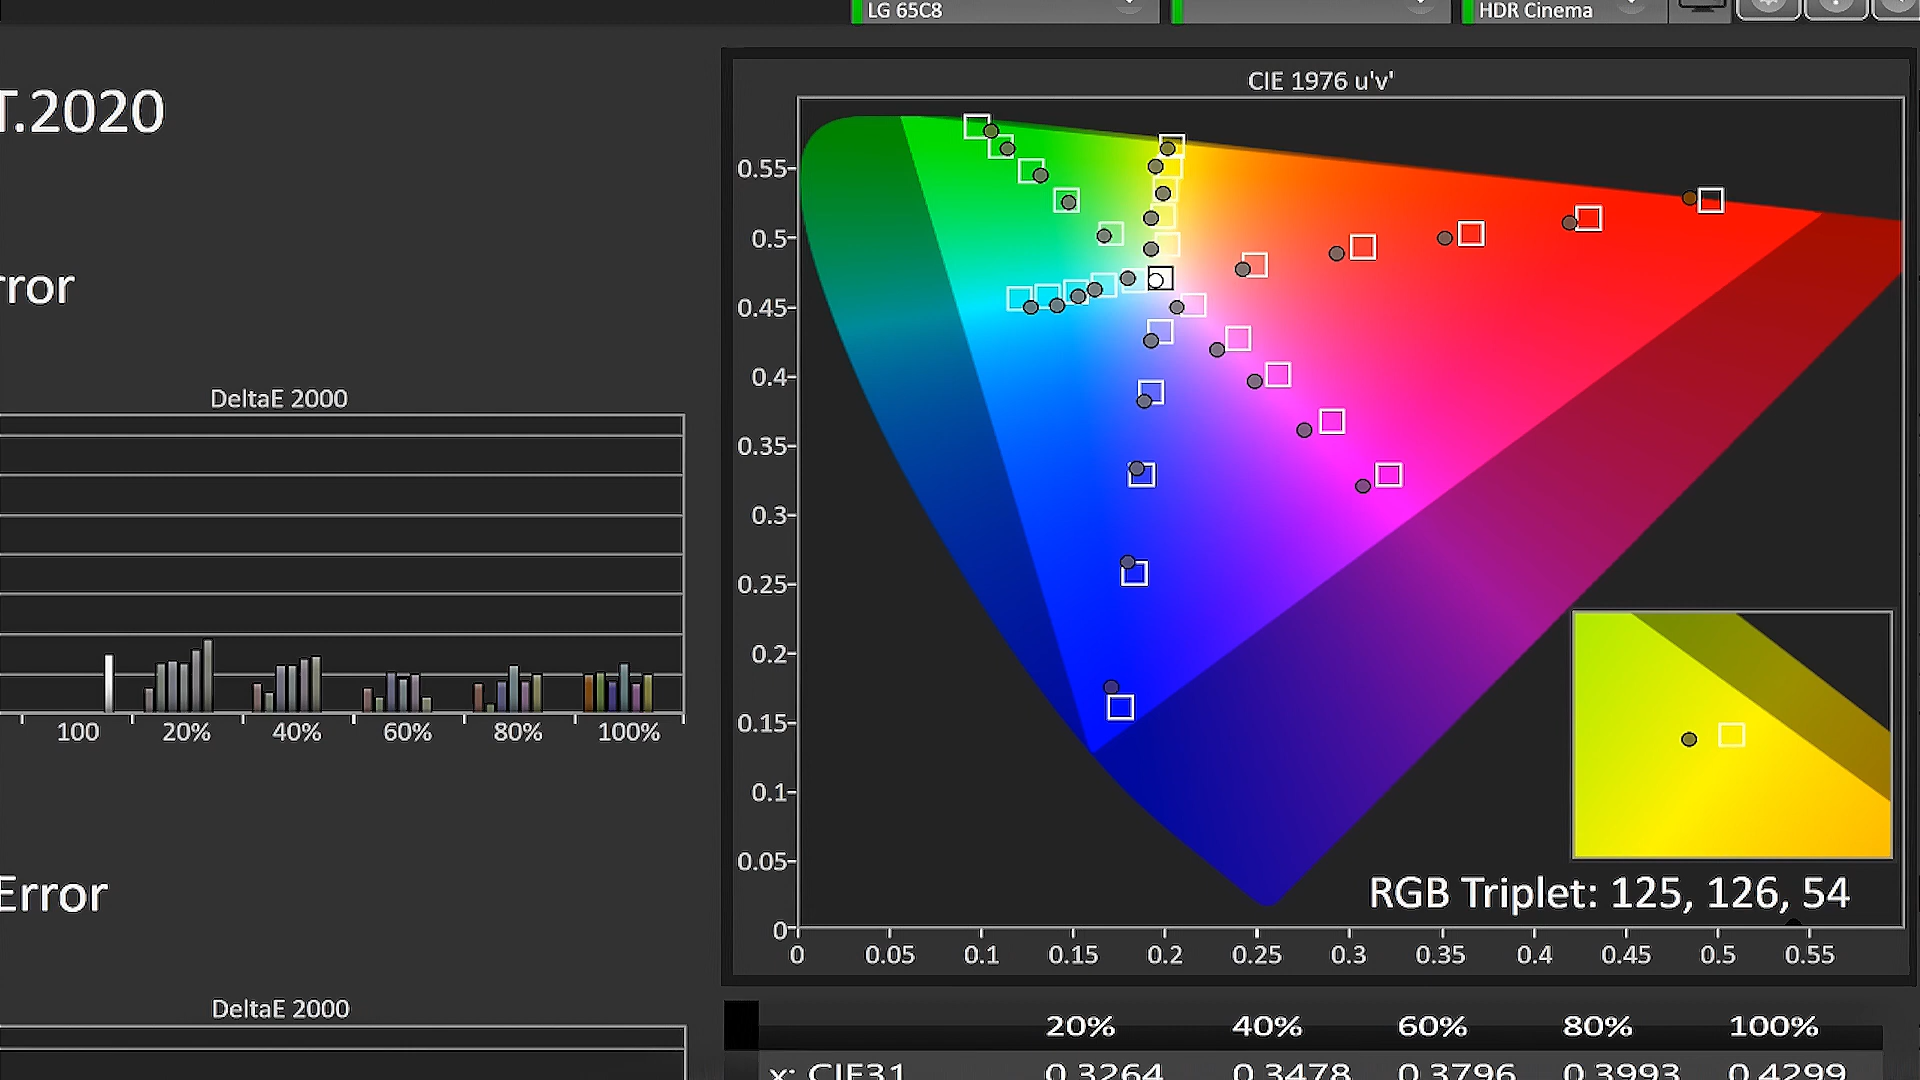 LG 65C8
HDR Cinema
T.2020
CIE 1976 u'v'
0.55
0.5
0.45
0.4
0.35
0.3
0.25
0.2
0.15
0.1
0.05
0
0 0.05 0.1 0.15 0.2 0.25 0.3 0.35 0.4 0.45 0.5 0.55
RGB Triplet: 125, 126, 54
rror
DeltaE 2000
100 20% 40% 60% 80% 100%
Error
DeltaE 2000
20% 40% 60% 80% 100%
x: CIE31 0.3264 0.3478 0.3796 0.3993 0.4299